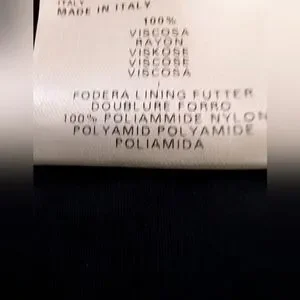 ITALY
MADE IN ITALY
100%
VISCOSA
RAYON
VISKOSE
VISCOSE
VISCOSA
/
FODERA LINING FUTTER
DOUBLURE FORRO
100% POLIAMMIDE NYLON
POLYAMID POLYAMIDE
POLIAMIDA